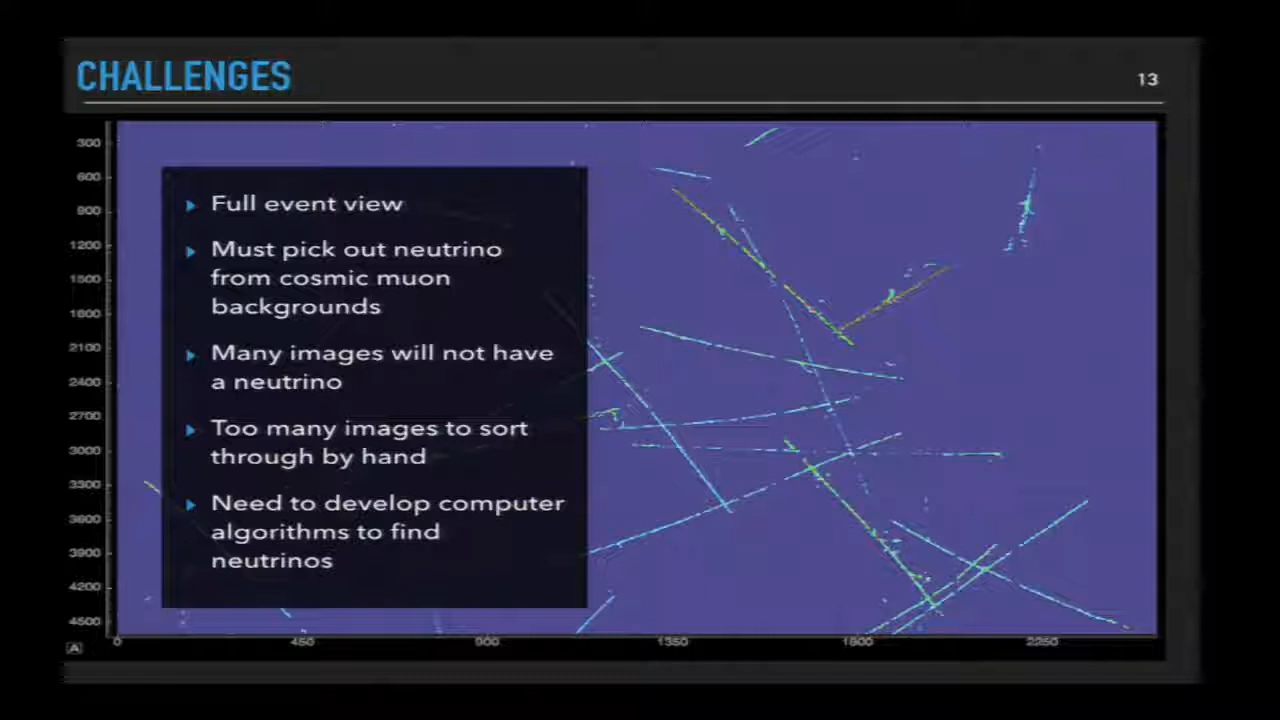 CHALLENGES
13
Full event view
Must pick out neutrino
from cosmic muon
backgrounds
Many images will not have
a neutrino
Too many images to sort
through by hand
Need to develop computer
algorithms to find
neutrinos
300
600
900
1200
1500
1800
2100
2400
2700
3000
3300
3600
3900
4200
4500
A
0
450
900
1350
1800
2250